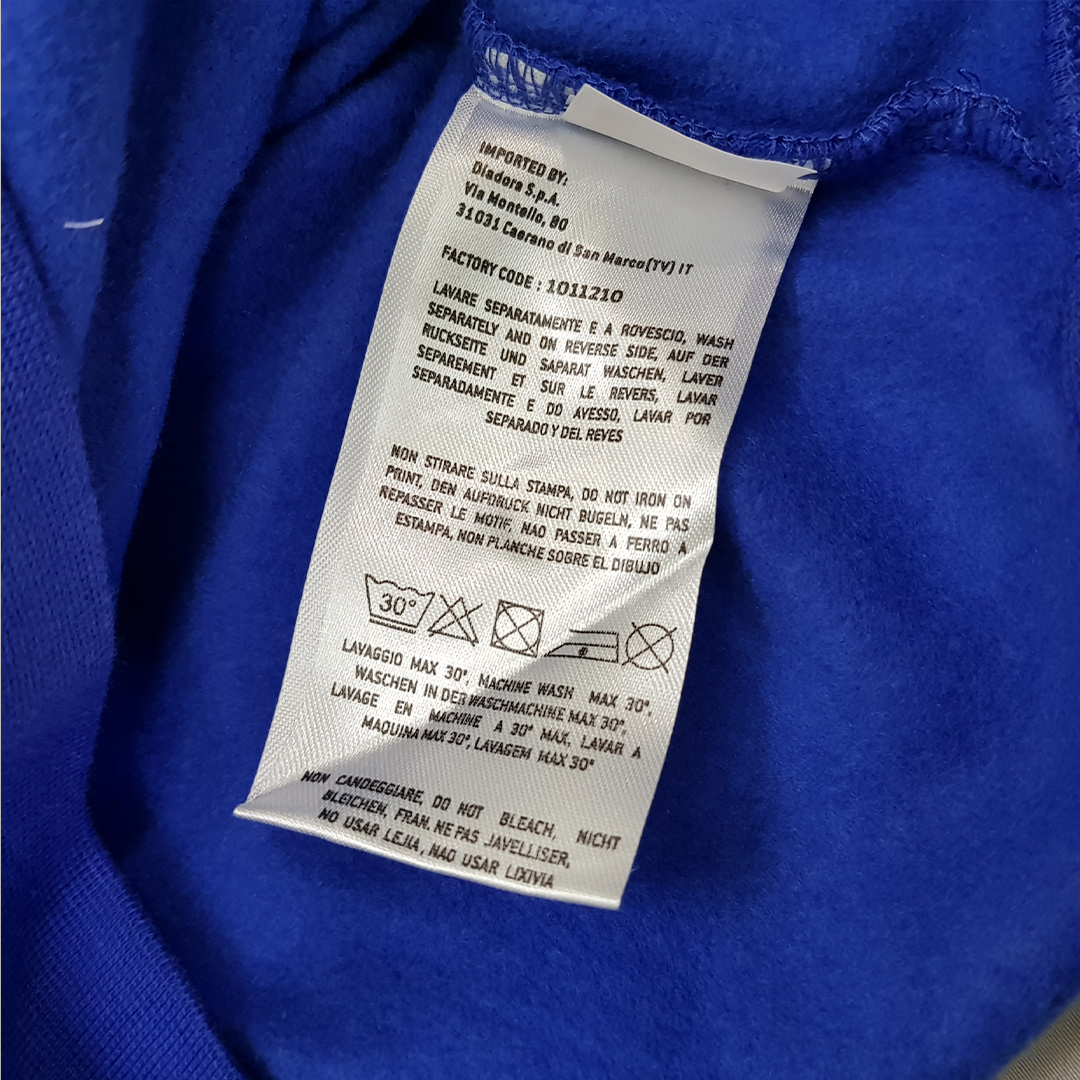 IMPORTED BY:
Diadora S.p.A.
Via Montello, 80
31031 Caerano di San Marco(TV) IT
FACTORY CODE : 1011210
LAVARE SEPARATAMENTE E A ROVESCIO, WASH
SEPARATELY AND ON REVERSE SIDE, AUF DER
RUCKSEITE UND SAPARAT WASCHEN, LAVER
SEPAREMENT ET SUR LE REVERS, LAVAR
SEPARADAMENTE E DO AVESSO, LAVAR POR
SEPARADO Y DEL REVES
NON STIRARE SULLA STAMPA, DO NOT IRON ON
PRINT, DEN AUFDRUCK NICHT BUGELN, NE PAS
REPASSER LE MOTIF, NAO PASSER A FERRO A
ESTAMPA, NON PLANCHE SOBRE EL DIBUJO
30°
LAVAGGIO MAX 30°, MACHINE WASH MAX 30°,
WASCHEN IN DER WASCHMACHINE MAX 30°,
LAVAGE EN MACHINE A 30° MAX, LAVAR A
MAQUINA MAX 30°, LAVAGEM MAX 30°
NON CANDEGGIARE, DO NOT BLEACH, NICHT
BLEICHEN, FRAN. NE PAS JAVELLISER,
NO USAR LEJIA, NAO USAR LIXIVIA